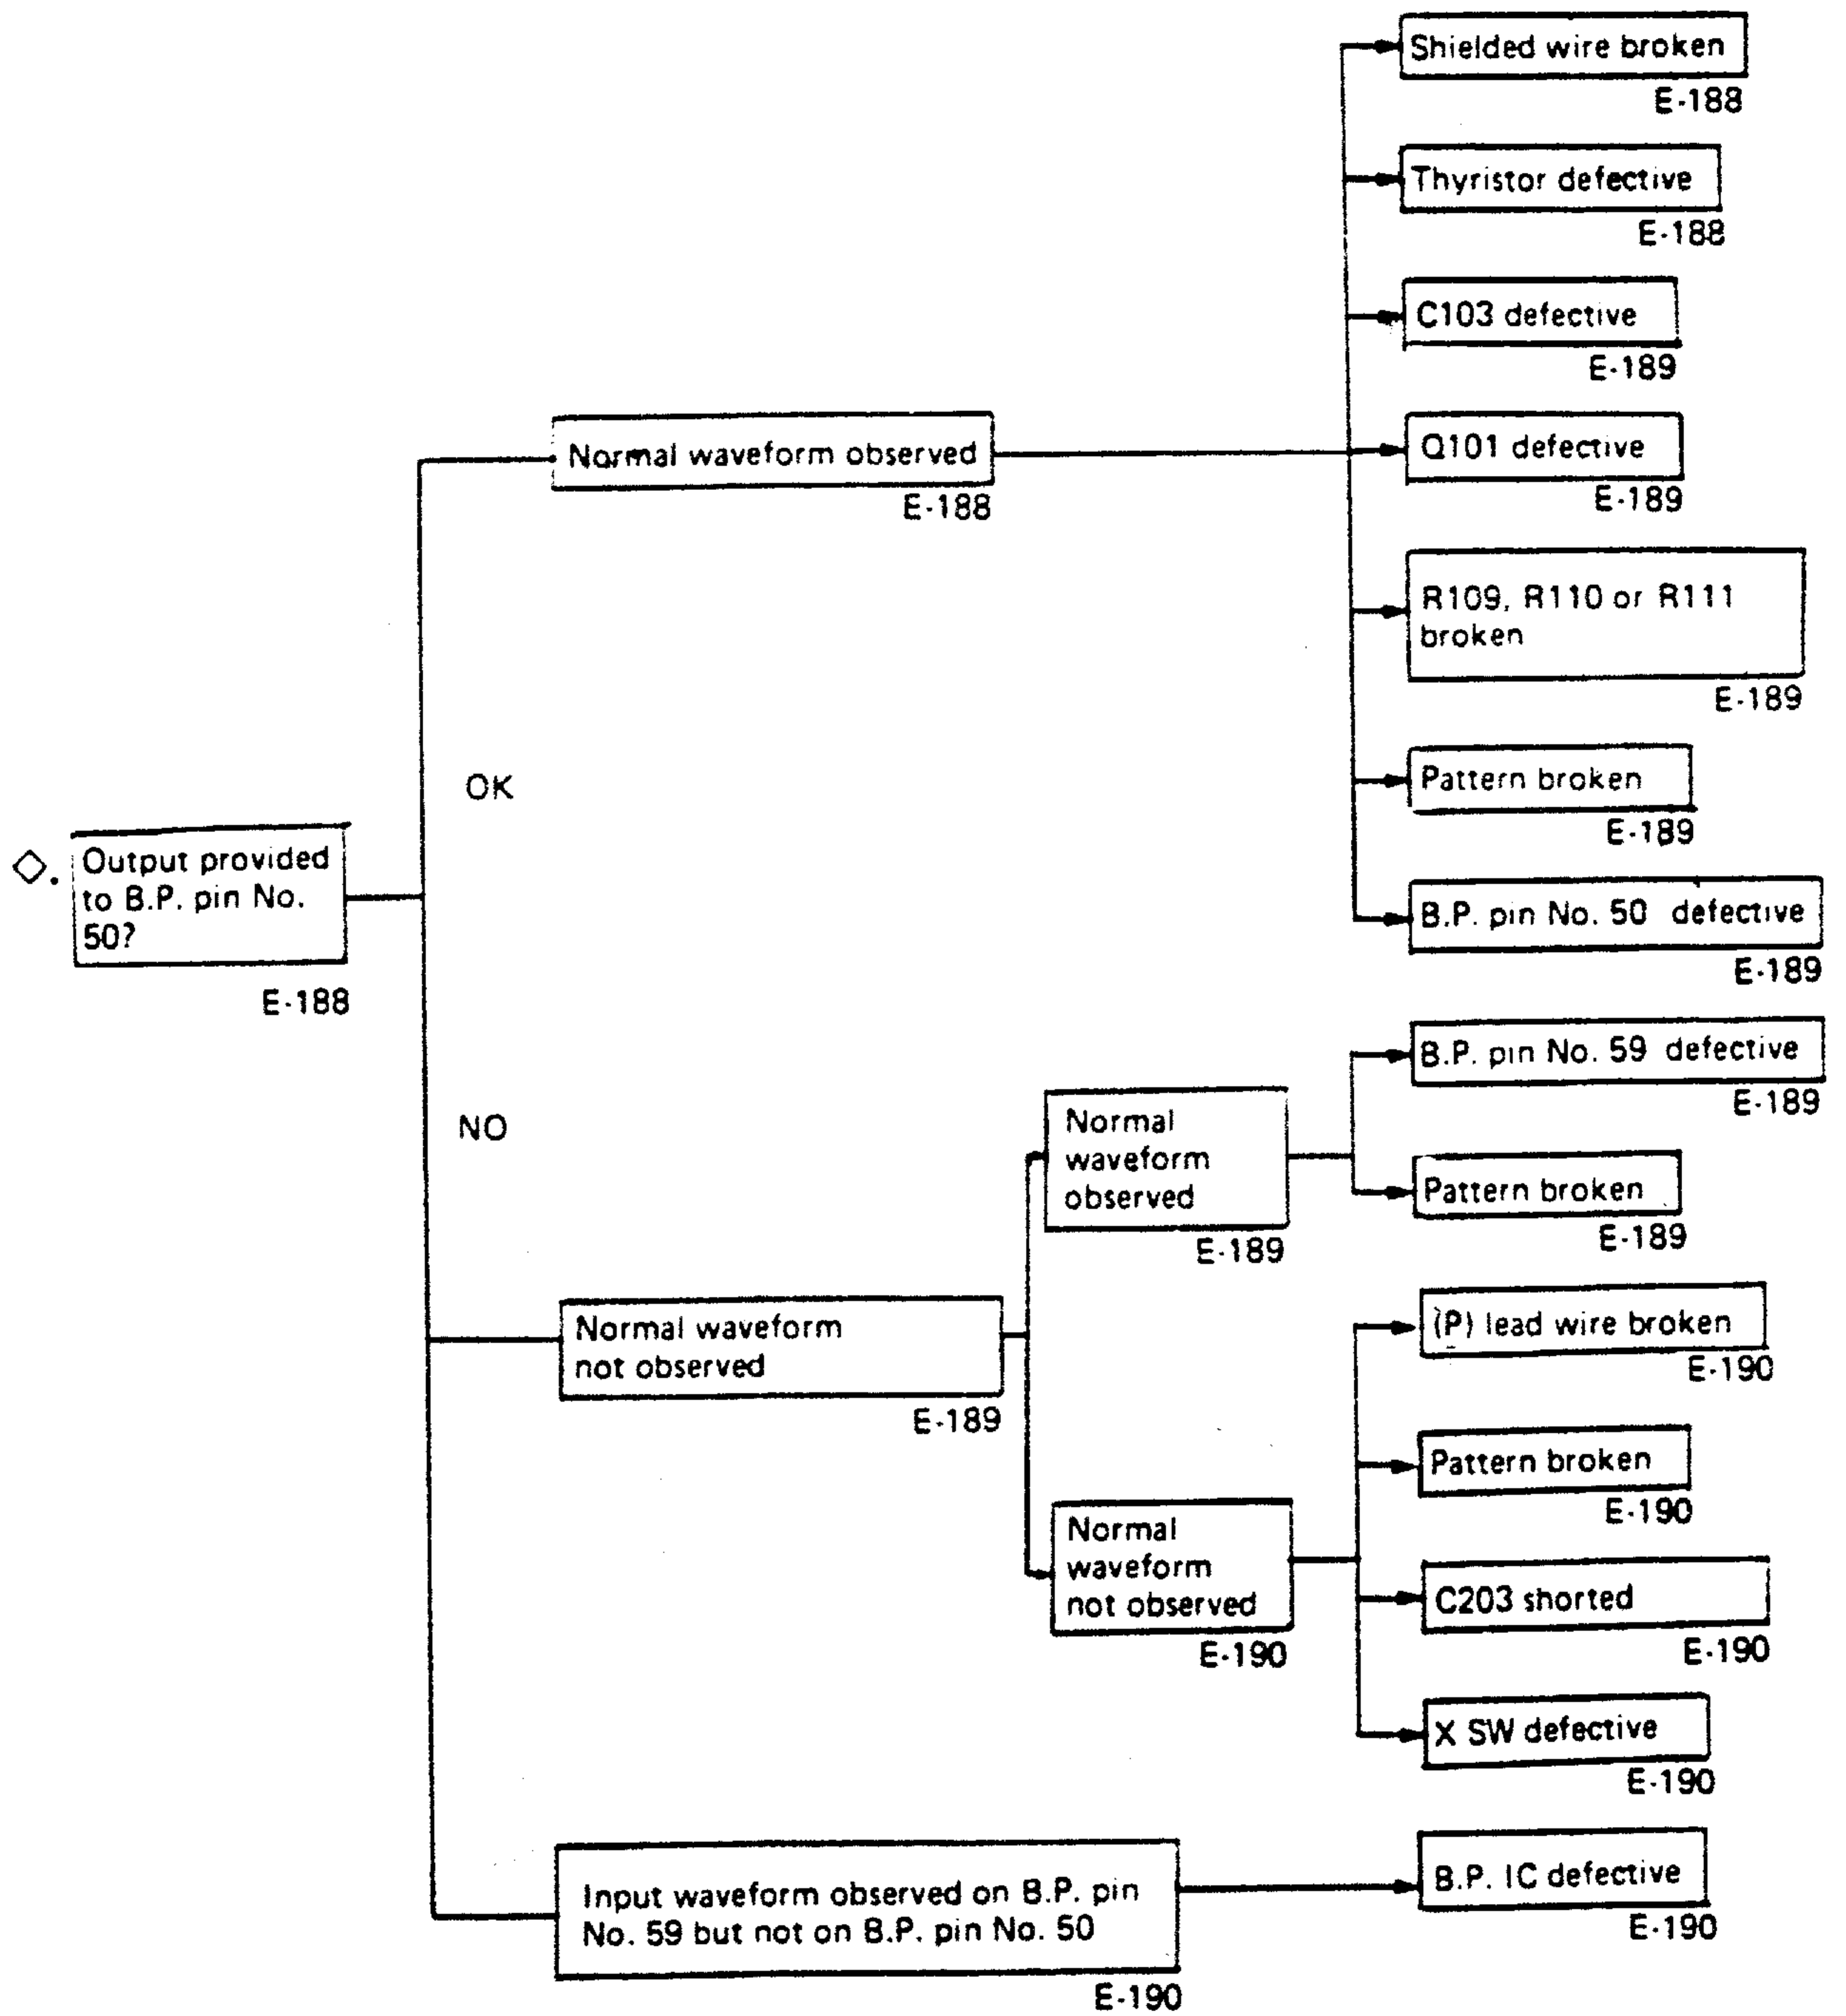 Shielded wire broken
E-188
Thyristor defective
E-188
C103 defective
E-189
Normal waveform observed
E-188
Q101 defective
E-189
R109, R110 or R111
broken
E-189
OK
Pattern broken
E-189
◇.
Output provided
to B.P. pin No.
50?
E-188
B.P. pin No. 50 defective
E-189
NO
B.P. pin No. 59 defective
E-189
Normal
waveform
observed
E-189
Pattern broken
E-189
Normal waveform
not observed
E-189
(P) lead wire broken
E-190
Pattern broken
E-190
Normal
waveform
not observed
E-190
C203 shorted
E-190
X SW defective
E-190
Input waveform observed on B.P. pin
No. 59 but not on B.P. pin No. 50
E-190
B.P. IC defective
E-190